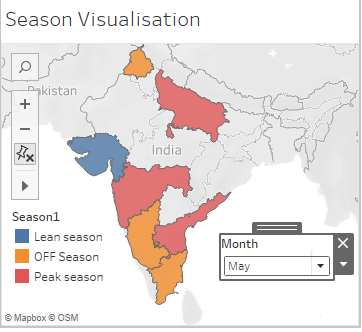 Season Visualisation
Pakistan
India
Season1
Lean season
OFF Season
Peak season
Month
May
© Mapbox © OSM